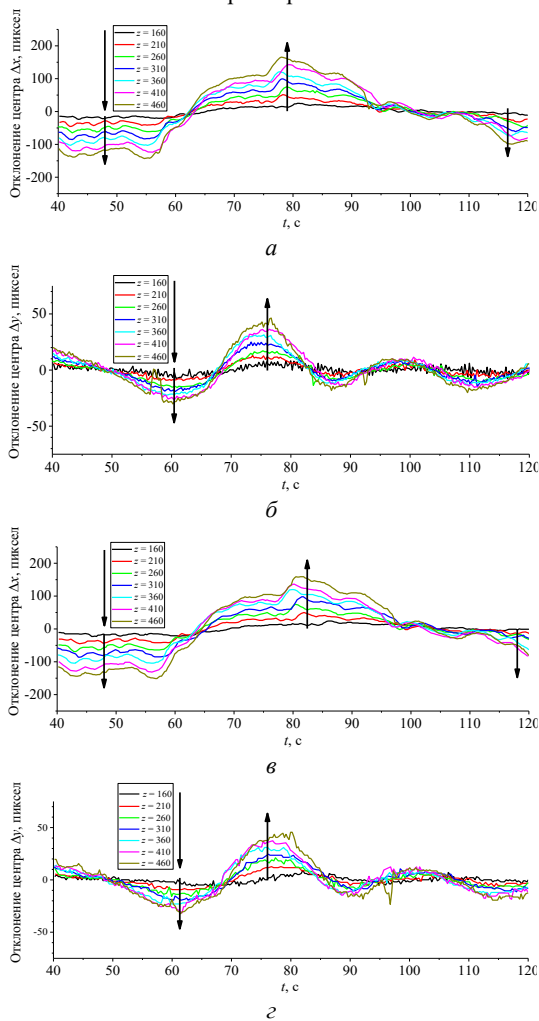 Отклонение центра Δx, пиксел
200
100
0
-100
-200
z = 160
z = 210
z = 260
z = 310
z = 360
z = 410
z = 460
40 50 60 70 80 90 100 110 120
t, с
а
Отклонение центра Δy, пиксел
50
0
-50
z = 160
z = 210
z = 260
z = 310
z = 360
z = 410
z = 460
40 50 60 70 80 90 100 110 120
t, с
б
Отклонение центра Δx, пиксел
200
100
0
-100
-200
z = 160
z = 210
z = 260
z = 310
z = 360
z = 410
z = 460
40 50 60 70 80 90 100 110 120
t, с
в
Отклонение центра Δy, пиксел
50
0
-50
z = 160
z = 210
z = 260
z = 310
z = 360
z = 410
z = 460
40 50 60 70 80 90 100 110 120
t, с
г